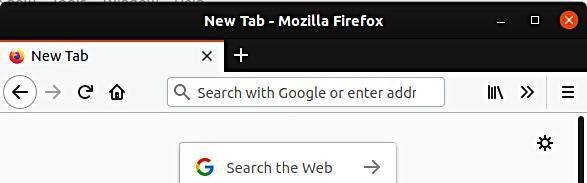 New Tab - Mozilla Firefox
New Tab
Search with Google or enter addr
Search the Web